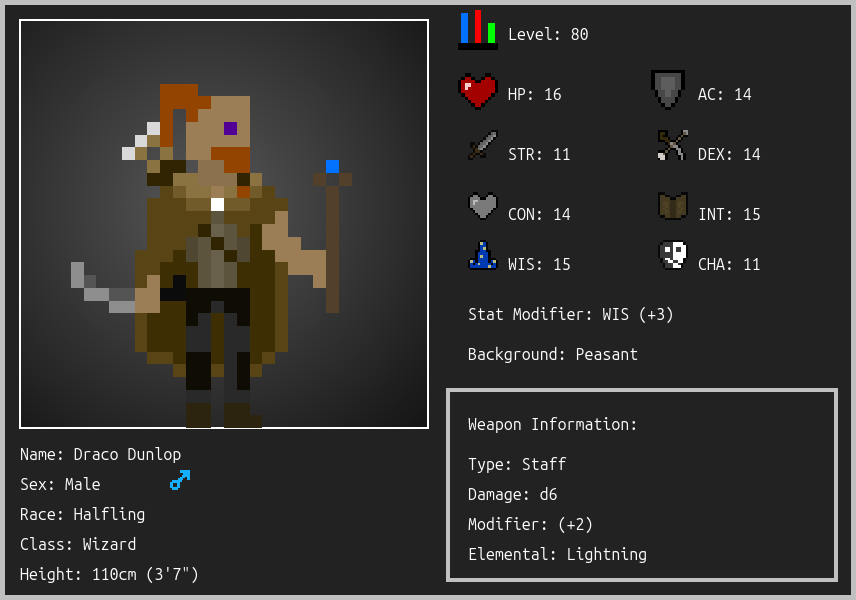 Level: 80
HP: 16
AC: 14
STR: 11
DEX: 14
CON: 14
INT: 15
WIS: 15
CHA: 11
Stat Modifier: WIS (+3)
Background: Peasant
Weapon Information:
Type: Staff
Damage: d6
Modifier: (+2)
Elemental: Lightning
Name: Draco Dunlop
Sex: Male
Race: Halfling
Class: Wizard
Height: 110cm (3'7")